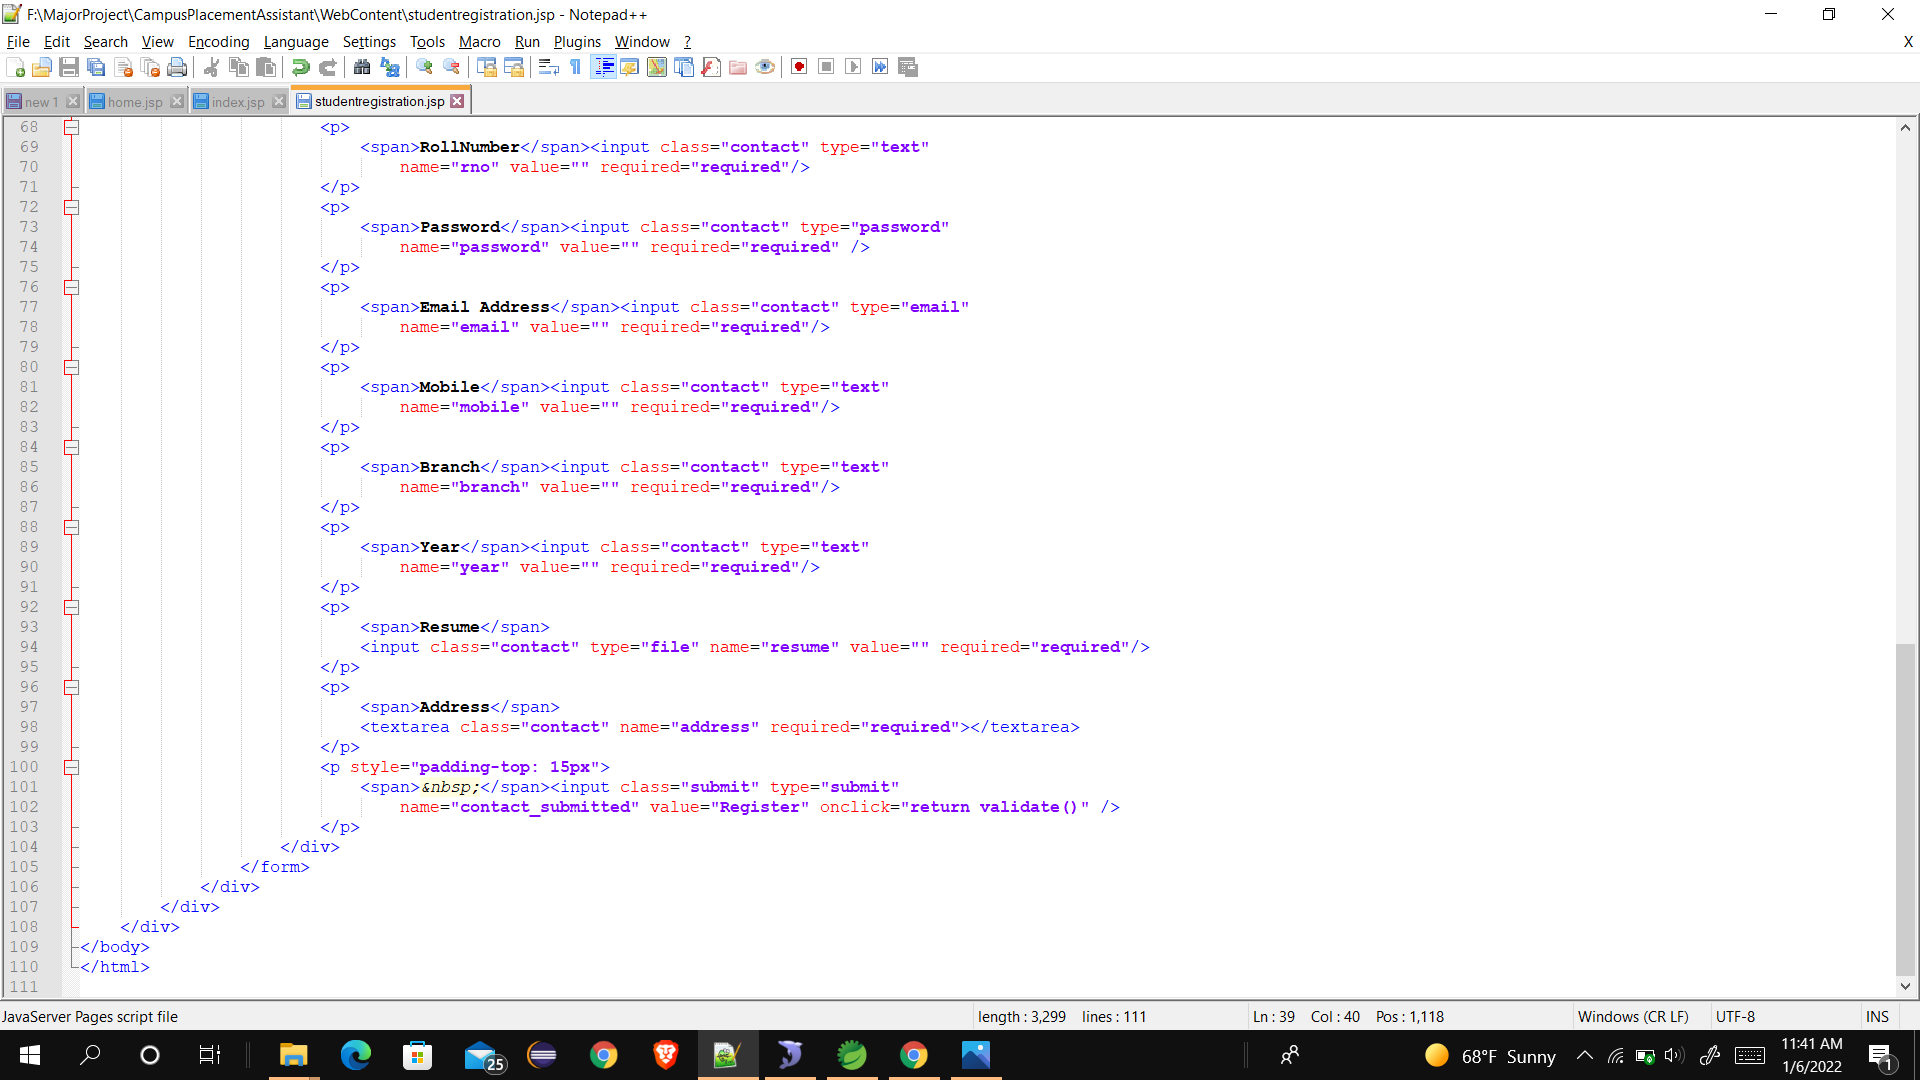 F:\MajorProject\CampusPlacementAssistant\WebContent\studentregistration.jsp - Notepad++
File Edit Search View Encoding Language Settings Tools Macro Run Plugins Window ? X
new 1 home.jsp index.jsp studentregistration.jsp
68 <p>
69 <span>RollNumber</span><input class="contact" type="text"
70 name="rno" value="" required="required"/>
71 </p>
72 <p>
73 <span>Password</span><input class="contact" type="password"
74 name="password" value="" required="required" />
75 </p>
76 <p>
77 <span>Email Address</span><input class="contact" type="email"
78 name="email" value="" required="required"/>
79 </p>
80 <p>
81 <span>Mobile</span><input class="contact" type="text"
82 name="mobile" value="" required="required"/>
83 </p>
84 <p>
85 <span>Branch</span><input class="contact" type="text"
86 name="branch" value="" required="required"/>
87 </p>
88 <p>
89 <span>Year</span><input class="contact" type="text"
90 name="year" value="" required="required"/>
91 </p>
92 <p>
93 <span>Resume</span>
94 <input class="contact" type="file" name="resume" value="" required="required"/>
95 </p>
96 <p>
97 <span>Address</span>
98 <textarea class="contact" name="address" required="required"></textarea>
99 </p>
100 <p style="padding-top: 15px">
101 <span>&nbsp;</span><input class="submit" type="submit"
102 name="contact_submitted" value="Register" onclick="return validate()" />
103 </p>
104 </div>
105 </form>
106 </div>
107 </div>
108 </div>
109 </body>
110 </html>
111
JavaServer Pages script file length : 3,299 lines : 111 Ln : 39 Col : 40 Pos : 1,118 Windows (CR LF) UTF-8 INS
25 68°F Sunny 11:41 AM
1/6/2022 1